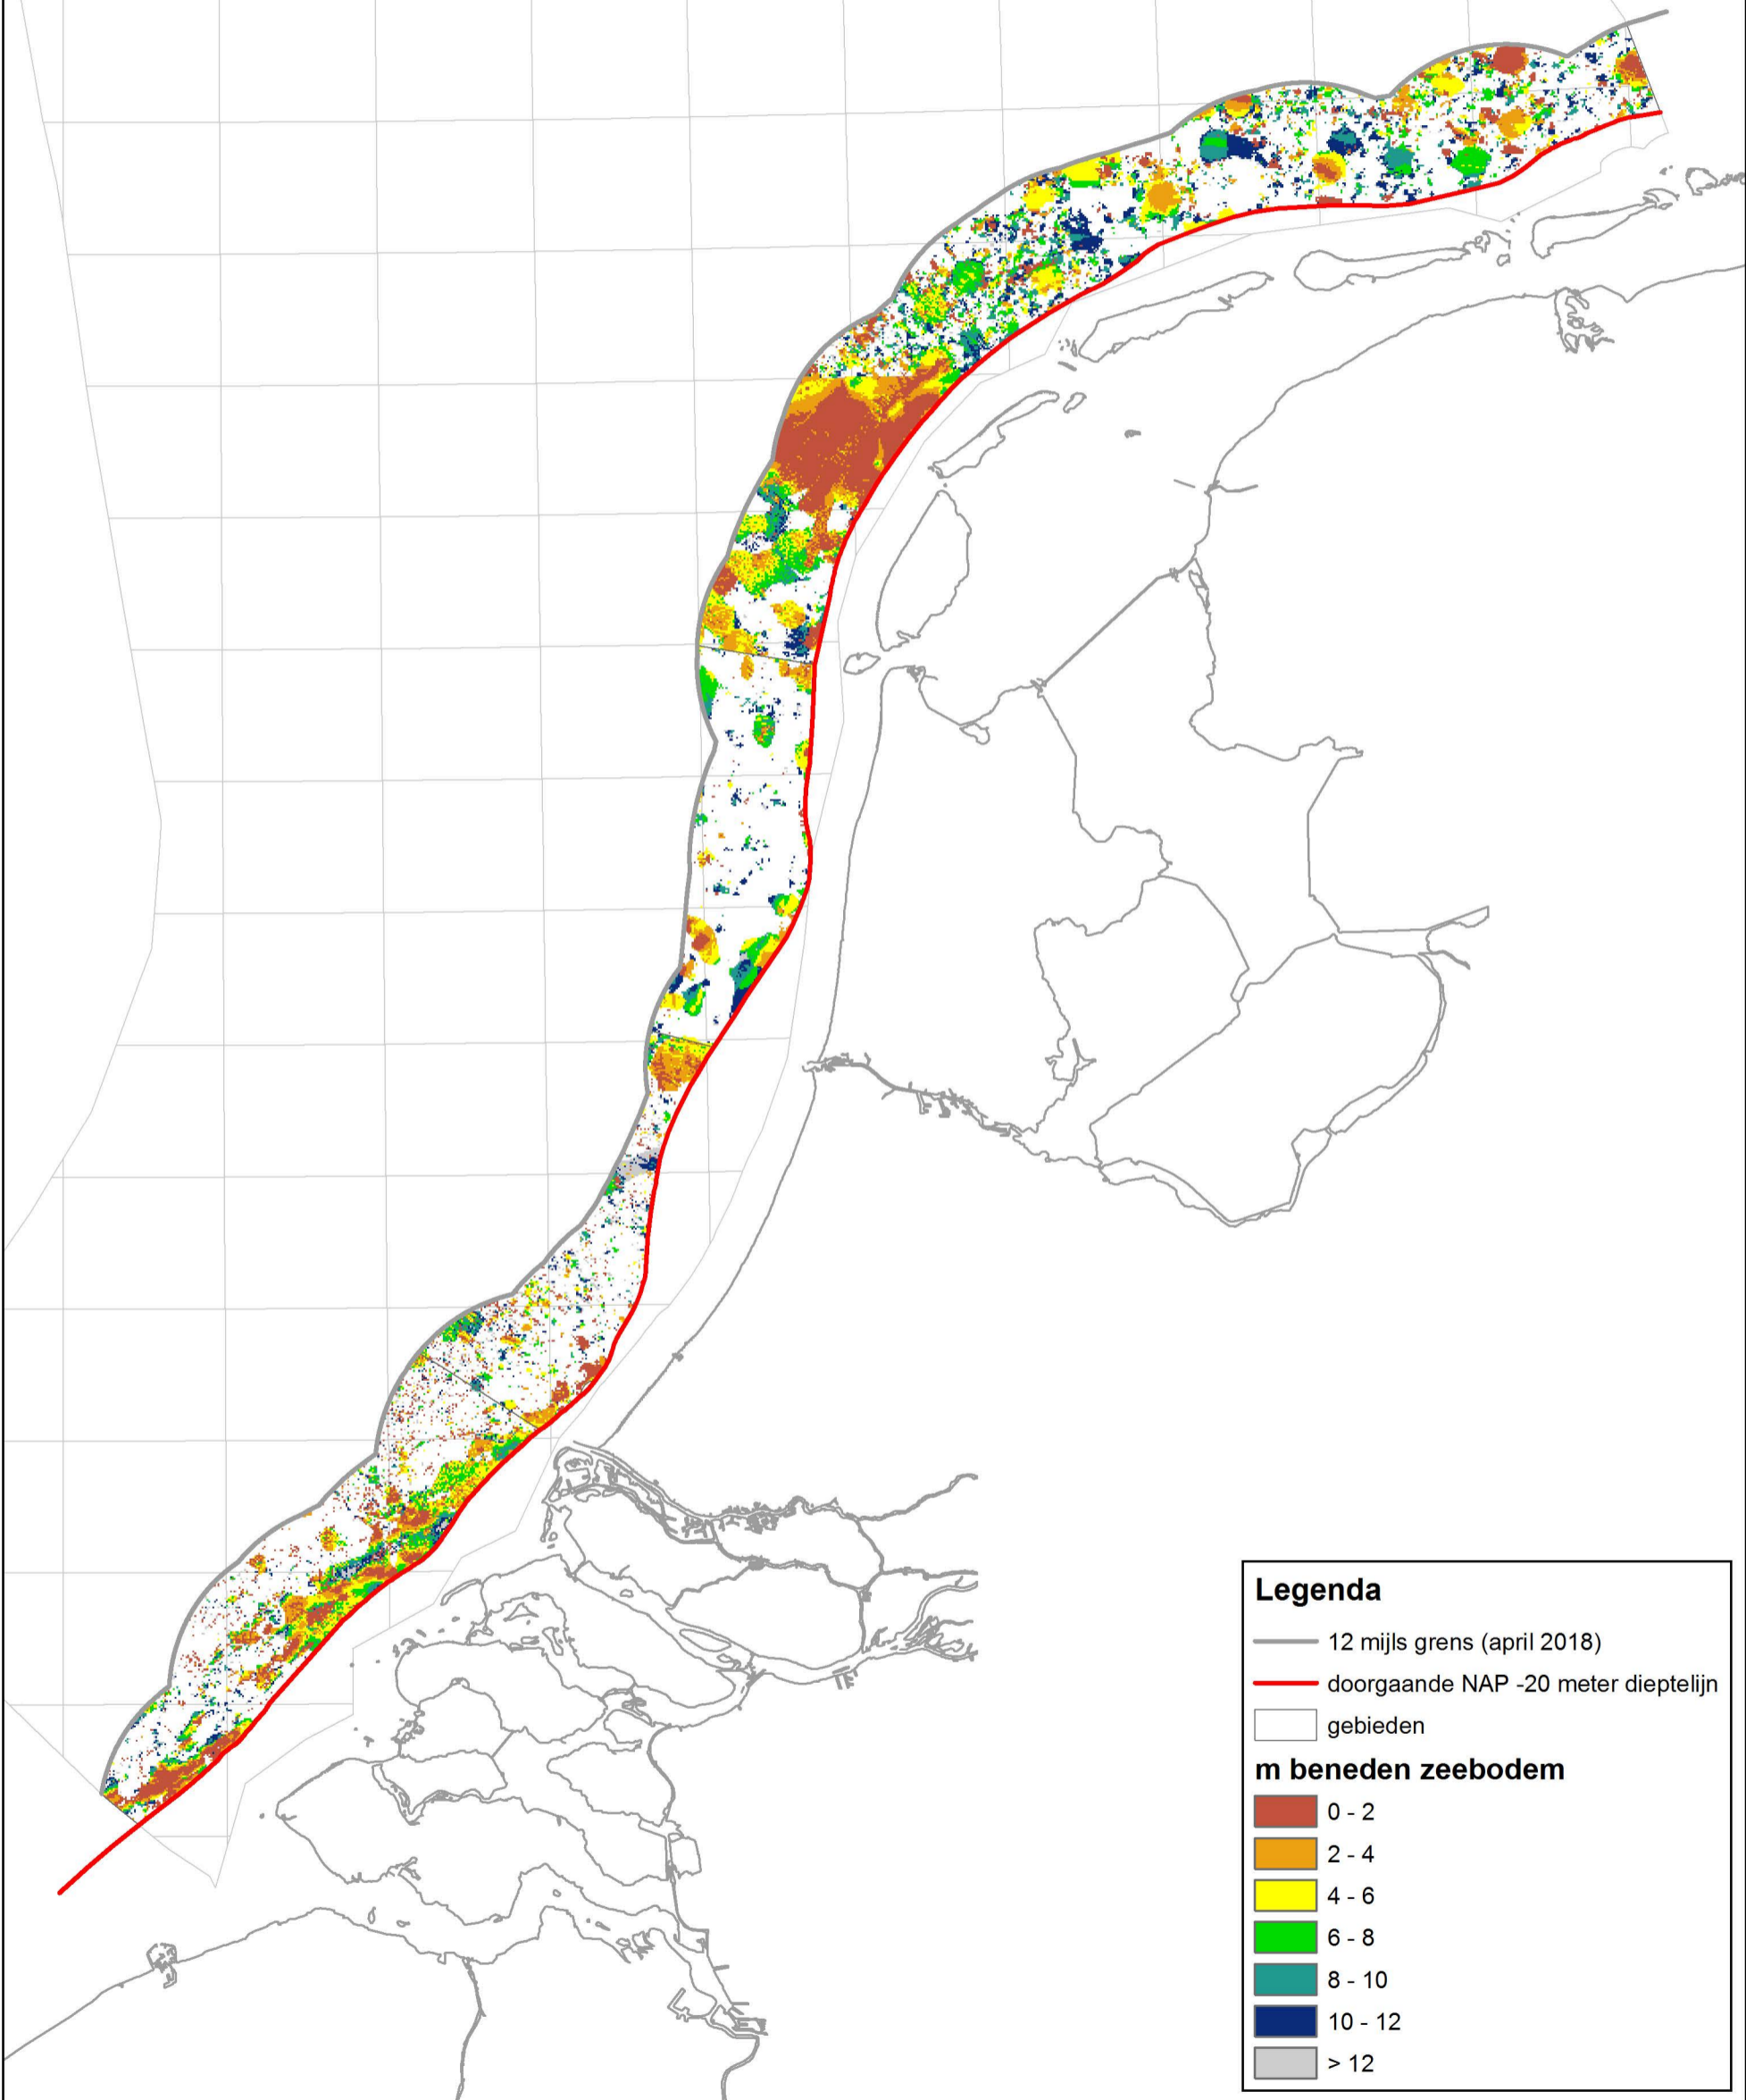 Legenda
12 mijls grens (april 2018)
doorgaande NAP -20 meter dieptelijn
gebieden
m beneden zeebodem
0 - 2
2 - 4
4 - 6
6 - 8
8 - 10
10 - 12
> 12